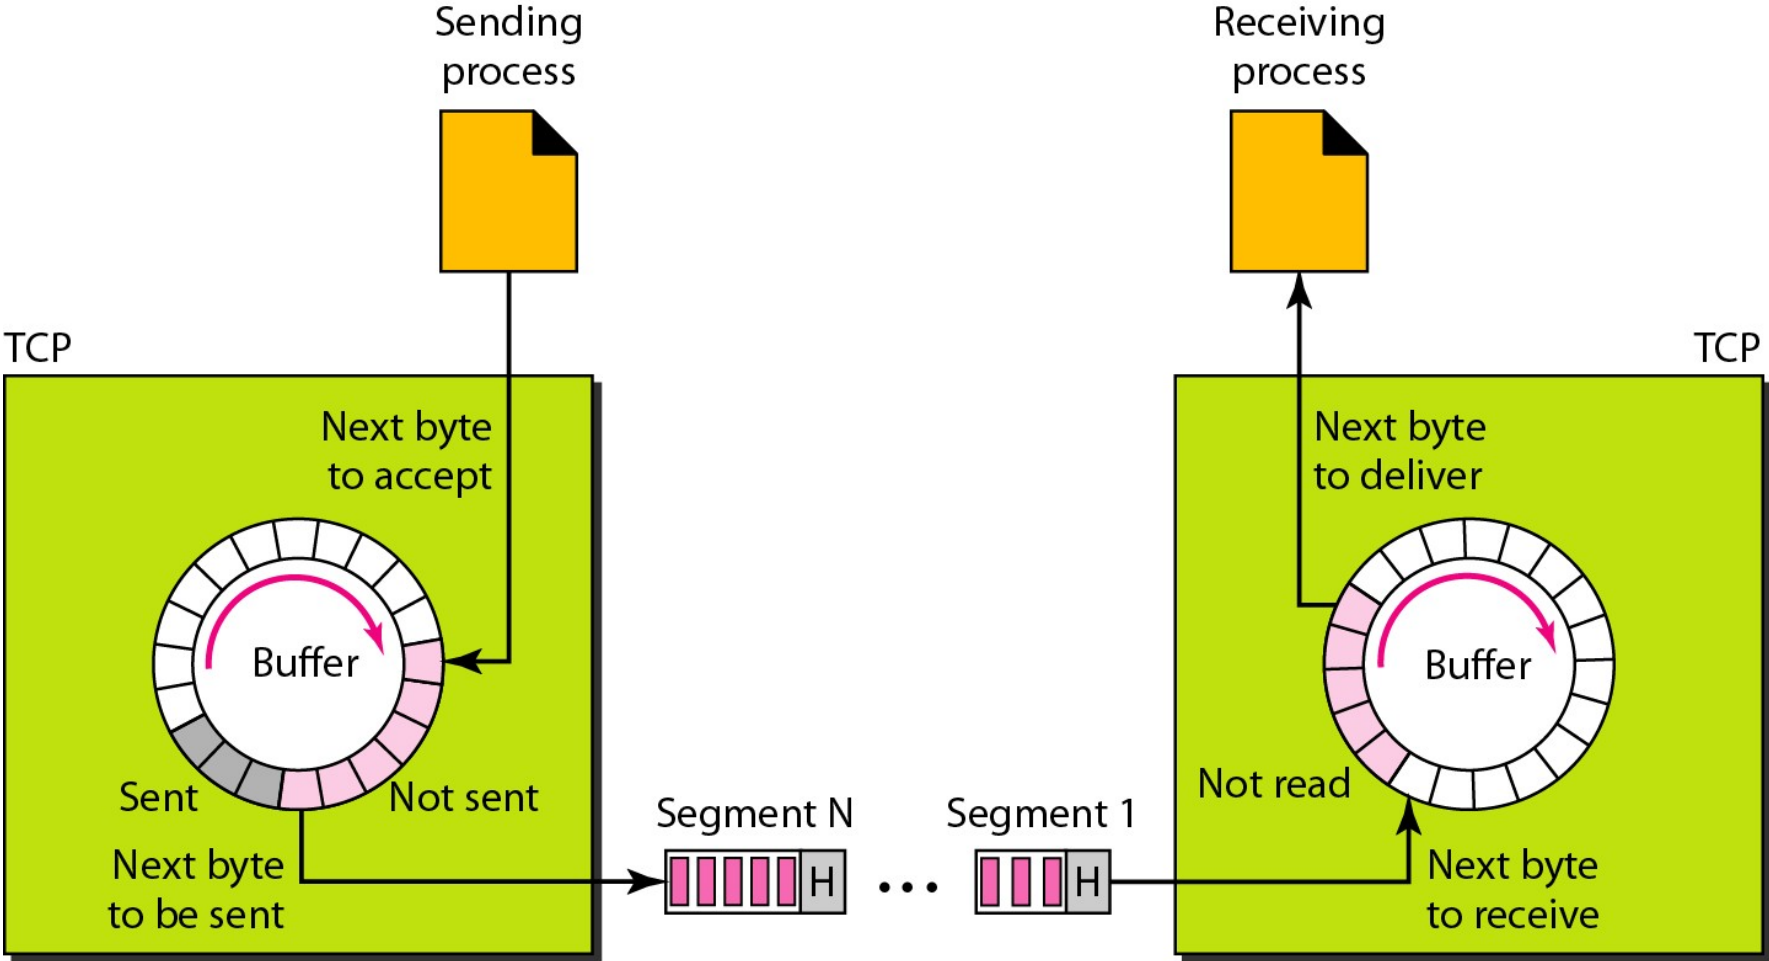 Sending
process
Receiving
process
TCP
TCP
Next byte
to accept
Next byte
to deliver
Buffer
Buffer
Sent
Not sent
Not read
Segment N
Segment 1
Next byte
to be sent
H
...
H
Next byte
to receive